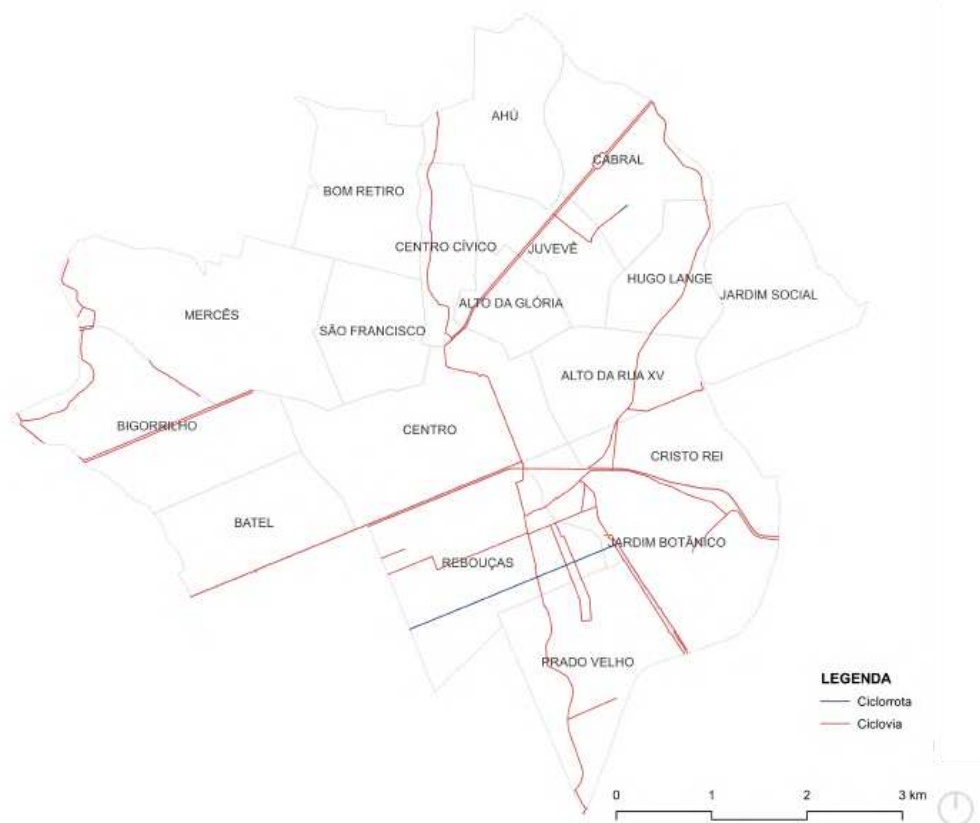 AHÚ
CABRAL
BOM RETIRO
CENTRO CÍVICO
JUVEVÊ
HUGO LANGE
JARDIM SOCIAL
ALTO DA GLÓRIA
MERCÊS
SÃO FRANCISCO
ALTO DA RUA XV
BIGORRILHO
CENTRO
CRISTO REI
BATEL
JARDIM BOTÂNICO
REBOUÇAS
PRADO VELHO
LEGENDA
Ciclorrota
Ciclovia
0 1 2 3 km